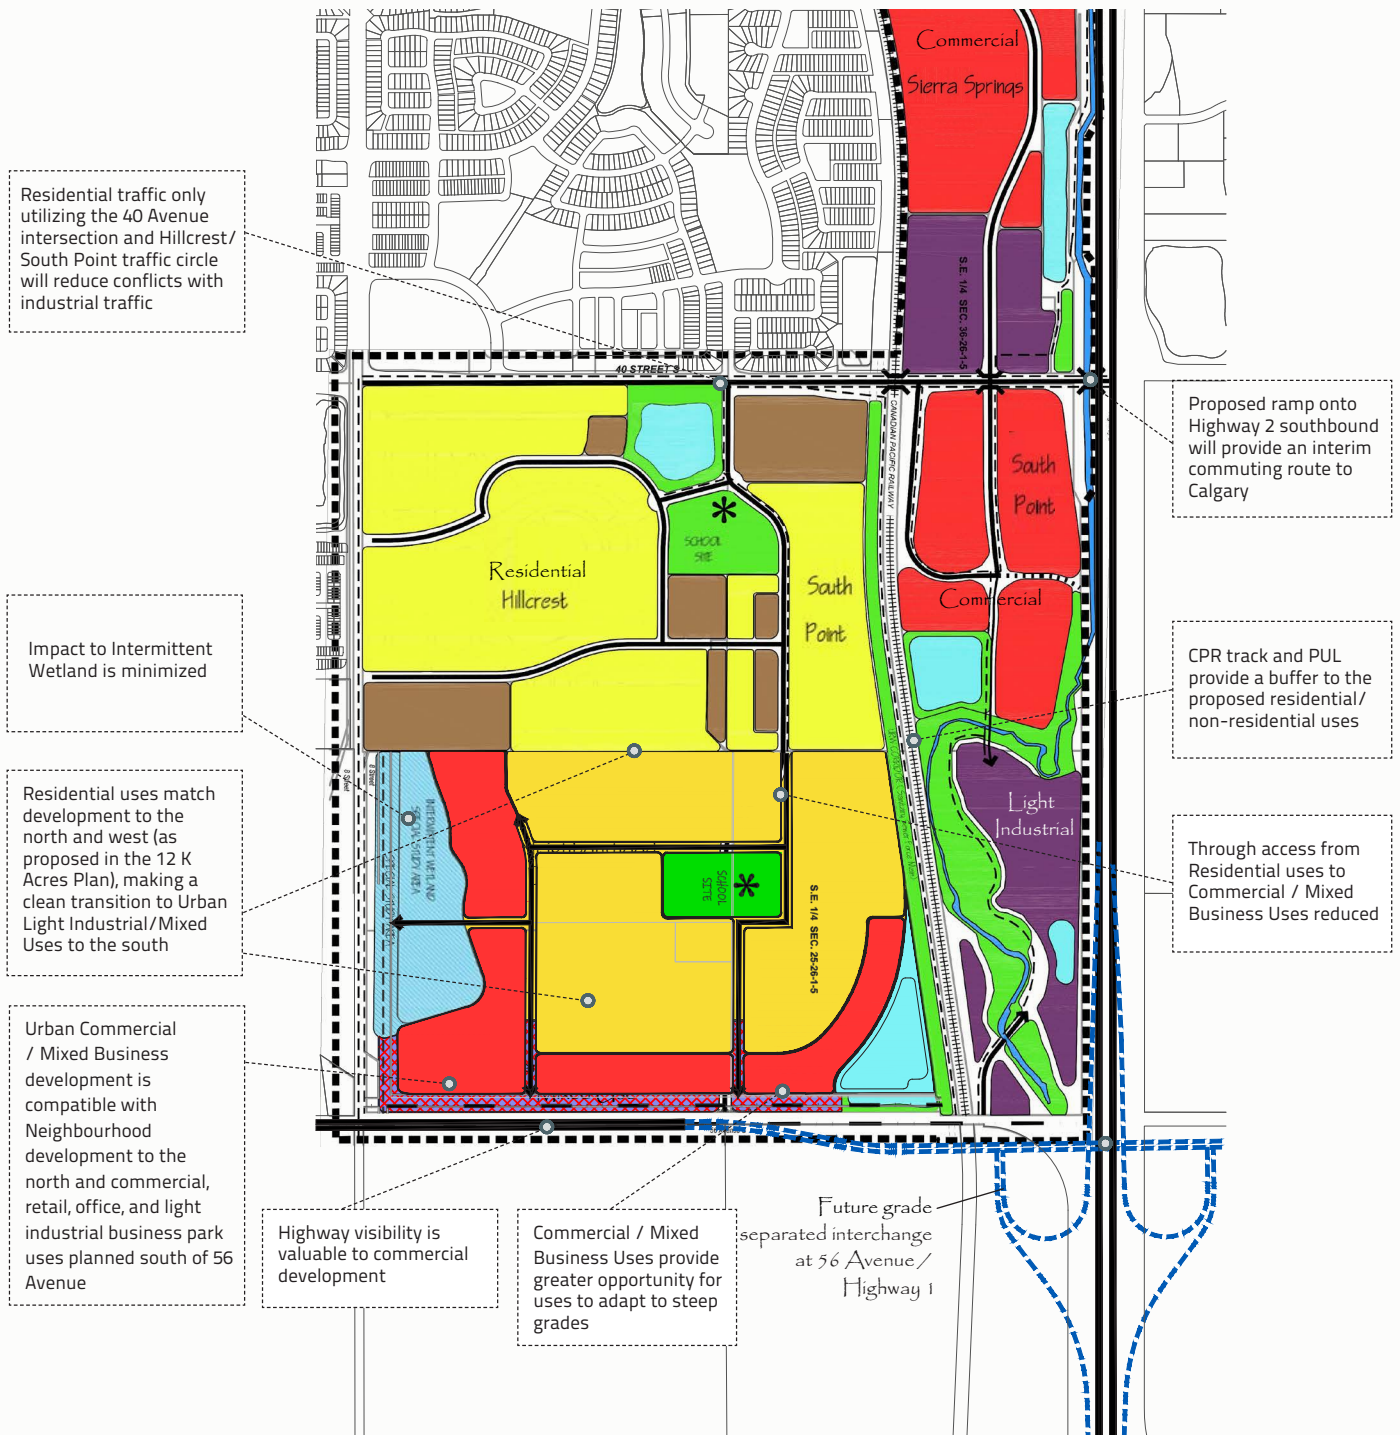 Commercial
Sierra Springs
Residential traffic only
utilizing the 40 Avenue
intersection and Hillcrest/
South Point traffic circle
will reduce conflicts with
industrial traffic
S.E. 1/4 SEC. 36-26-1-5
40 STREET S
Proposed ramp onto
Highway 2 southbound
will provide an interim
commuting route to
Calgary
CANADIAN PACIFIC RAILWAY
South
Point
SCHOOL
SITE
Residential
Hillcrest
South
Point
Commercial
Impact to Intermittent
Wetland is minimized
CPR track and PUL
provide a buffer to the
proposed residential/
non-residential uses
8 Street
8 Street
Residential uses match
development to the
north and west (as
proposed in the 12 K
Acres Plan), making a
clean transition to Urban
Light Industrial/Mixed
Uses to the south
INTERMITTENT WETLAND
Light
Industrial
Through access from
Residential uses to
Commercial / Mixed
Business Uses reduced
SCHOOL
SITE
S.E. 1/4 SEC. 25-26-1-5
Urban Commercial
/ Mixed Business
development is
compatible with
Neighbourhood
development to the
north and commercial,
retail, office, and light
industrial business park
uses planned south of 56
Avenue
Highway visibility is
valuable to commercial
development
Commercial / Mixed
Business Uses provide
greater opportunity for
uses to adapt to steep
grades
Future grade
separated interchange
at 56 Avenue /
Highway 1